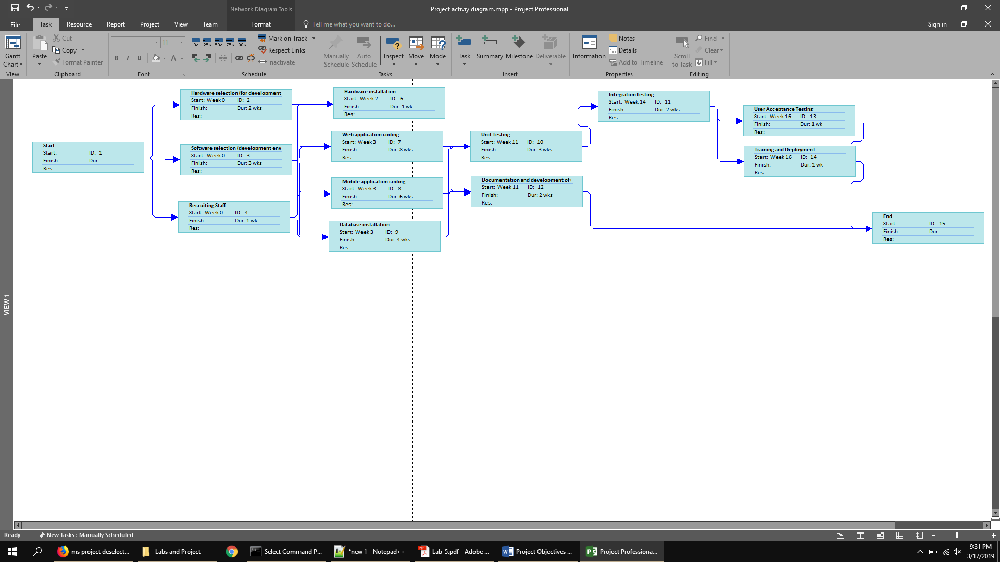 Network Diagram Tools
Project activiy diagram.mpp - Project Professional
File
Task
Resource
Report
Project
View
Team
Format
Tell me what you want to do...
Sign in
Gantt
Chart
View
Paste
Cut
Copy
Format Painter
Clipboard
11
B I U
A
Font
0%
25%
50%
75%
100%
Mark on Track
Respect Links
Inactivate
Schedule
Manually
Schedule
Auto
Schedule
Inspect
Move
Mode
Tasks
Task
Summary
Milestone
Deliverable
Insert
Information
Notes
Details
Add to Timeline
Properties
Scroll
to Task
Find
Clear
Fill
Editing
VIEW 1
Start
Start: ID: 1
Finish: Dur:
Res:
Hardware selection (for development
Start: Week 0 ID: 2
Finish: Dur: 2 wks
Res:
Software selection (development env
Start: Week 0 ID: 3
Finish: Dur: 3 wks
Res:
Recruiting Staff
Start: Week 0 ID: 4
Finish: Dur: 1 wk
Res:
Hardware installation
Start: Week 2 ID: 6
Finish: Dur: 1 wk
Res:
Web application coding
Start: Week 3 ID: 7
Finish: Dur: 8 wks
Res:
Mobile application coding
Start: Week 3 ID: 8
Finish: Dur: 6 wks
Res:
Database installation
Start: Week 3 ID: 9
Finish: Dur: 4 wks
Res:
Unit Testing
Start: Week 11 ID: 10
Finish: Dur: 3 wks
Res:
Documentation and development of
Start: Week 11 ID: 12
Finish: Dur: 2 wks
Res:
Integration testing
Start: Week 14 ID: 11
Finish: Dur: 2 wks
Res:
User Acceptance Testing
Start: Week 16 ID: 13
Finish: Dur: 1 wk
Res:
Training and Deployment
Start: Week 16 ID: 14
Finish: Dur: 1 wk
Res:
End
Start: ID: 15
Finish: Dur:
Res:
Ready
New Tasks : Manually Scheduled
ms project deselect...
Labs and Project
Select Command P...
*new 1 - Notepad++
Lab-5.pdf - Adobe ...
Project Objectives ...
Project Professiona...
9:31 PM
3/17/2019